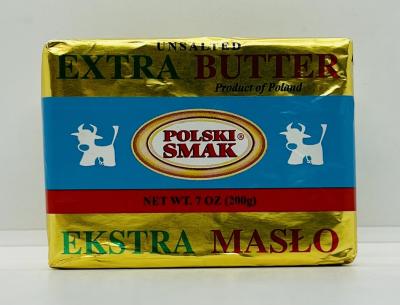 UNSALTED
EXTRA BUTTER
Product of Poland
POLSKI®
SMAK
NET WT. 7 OZ (200g)
EKSTRA MASŁO